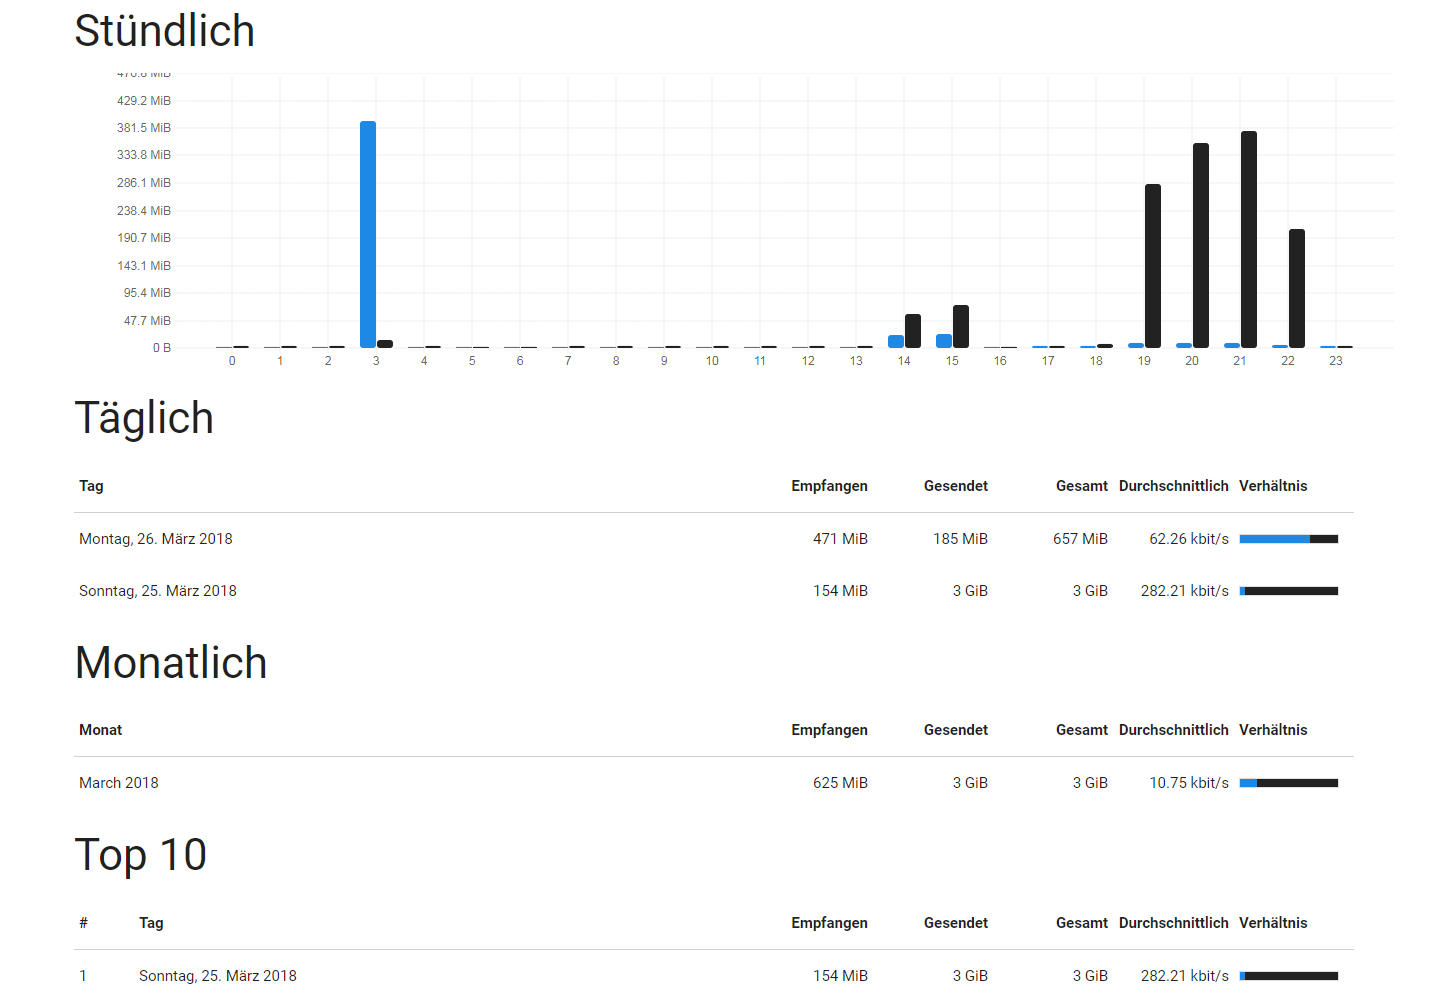 Stündlich
429.2 MiB
381.5 MiB
333.8 MiB
286.1 MiB
238.4 MiB
190.7 MiB
143.1 MiB
95.4 MiB
47.7 MiB
0 B
0 1 2 3 4 5 6 7 8 9 10 11 12 13 14 15 16 17 18 19 20 21 22 23
Täglich
Tag Empfangen Gesendet Gesamt Durchschnittlich Verhältnis
Montag, 26. März 2018 471 MiB 185 MiB 657 MiB 62.26 kbit/s
Sonntag, 25. März 2018 154 MiB 3 GiB 3 GiB 282.21 kbit/s
Monatlich
Monat Empfangen Gesendet Gesamt Durchschnittlich Verhältnis
March 2018 625 MiB 3 GiB 3 GiB 10.75 kbit/s
Top 10
# Tag Empfangen Gesendet Gesamt Durchschnittlich Verhältnis
1 Sonntag, 25. März 2018 154 MiB 3 GiB 3 GiB 282.21 kbit/s